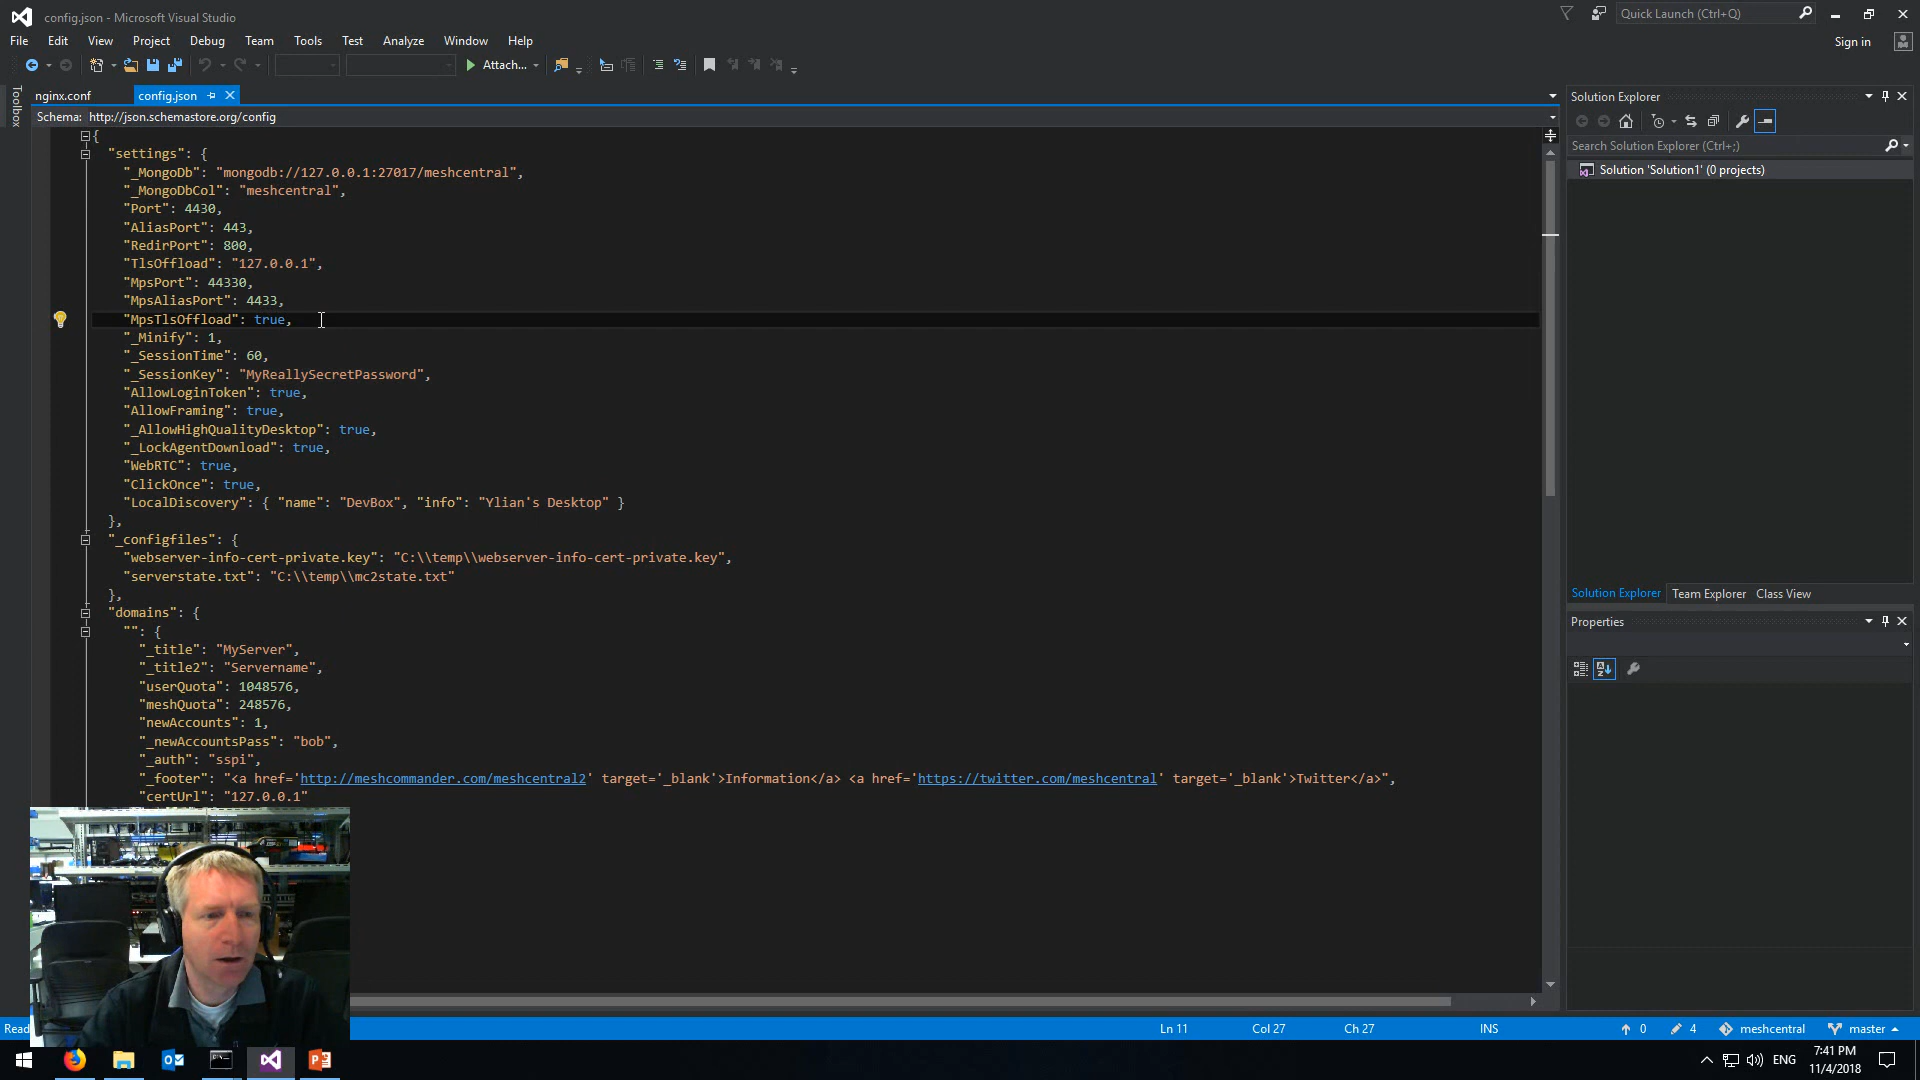 config.json - Microsoft Visual Studio
Quick Launch (Ctrl+Q)
File Edit View Project Debug Team Tools Test Analyze Window Help
Sign in
Attach...
Toolbox
nginx.conf
config.json
Schema: http://json.schemastore.org/config
{
"settings": {
"_MongoDb": "mongodb://127.0.0.1:27017/meshcentral",
"_MongoDbCol": "meshcentral",
"Port": 4430,
"AliasPort": 443,
"RedirPort": 800,
"TlsOffload": "127.0.0.1",
"MpsPort": 44330,
"MpsAliasPort": 4433,
"MpsTlsOffload": true,
"_Minify": 1,
"_SessionTime": 60,
"_SessionKey": "MyReallySecretPassword",
"AllowLoginToken": true,
"AllowFraming": true,
"_AllowHighQualityDesktop": true,
"_LockAgentDownload": true,
"WebRTC": true,
"ClickOnce": true,
"LocalDiscovery": { "name": "DevBox", "info": "Ylian's Desktop" }
},
"_configfiles": {
"webserver-info-cert-private.key": "C:\\temp\\webserver-info-cert-private.key",
"serverstate.txt": "C:\\temp\\mc2state.txt"
},
"domains": {
"": {
"_title": "MyServer",
"_title2": "Servername",
"userQuota": 1048576,
"meshQuota": 248576,
"newAccounts": 1,
"_newAccountsPass": "bob",
"_auth": "sspi",
"_footer": "<a href='http://meshcommander.com/meshcentral2' target='_blank'>Information</a> <a href='https://twitter.com/meshcentral' target='_blank'>Twitter</a>",
"certUrl": "127.0.0.1"
Solution Explorer
Search Solution Explorer (Ctrl+;)
Solution 'Solution1' (0 projects)
Solution Explorer Team Explorer Class View
Properties
Read
Ln 11
Col 27
Ch 27
INS
0
4
meshcentral
master
ENG
7:41 PM
11/4/2018